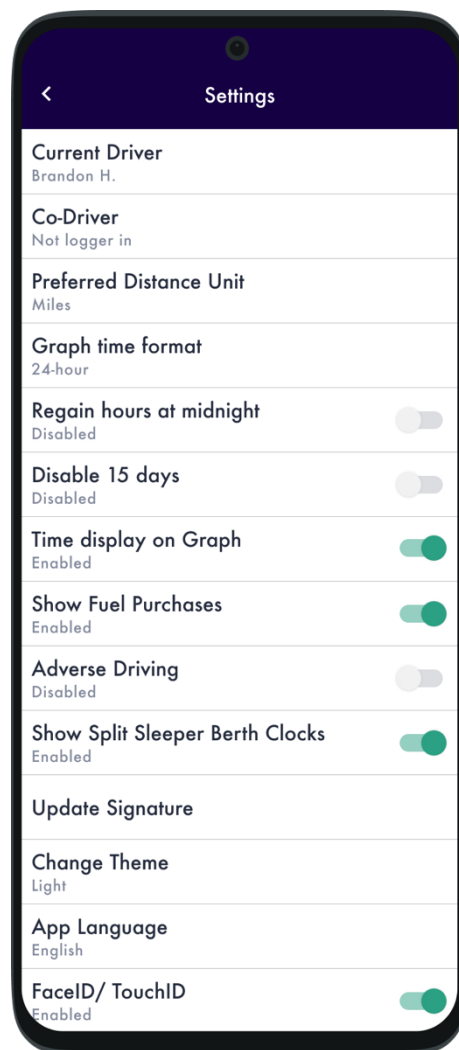 Settings
Current Driver
Brandon H.
Co-Driver
Not logger in
Preferred Distance Unit
Miles
Graph time format
24-hour
Regain hours at midnight
Disabled
Disable 15 days
Disabled
Time display on Graph
Enabled
Show Fuel Purchases
Enabled
Adverse Driving
Disabled
Show Split Sleeper Berth Clocks
Enabled
Update Signature
Change Theme
Light
App Language
English
FaceID/ TouchID
Enabled